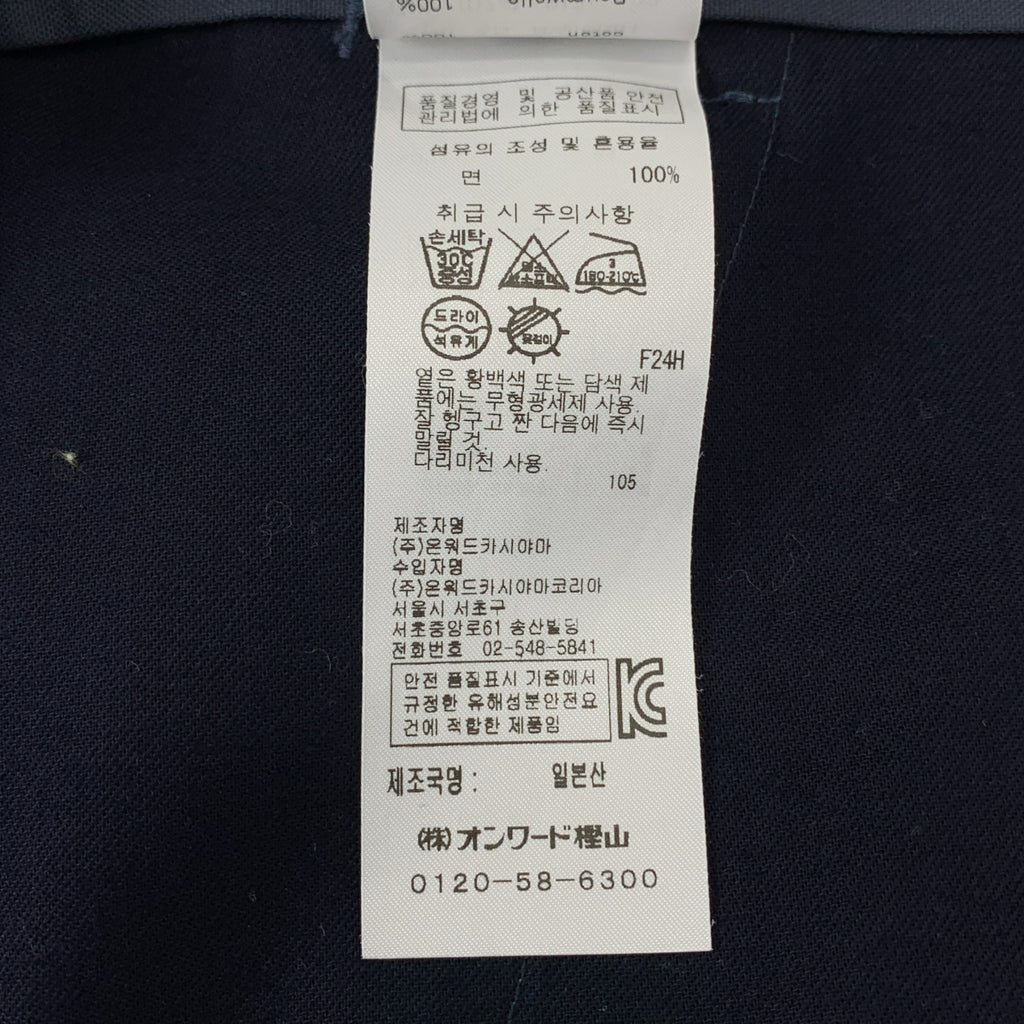 100%
품질경영 및 공산품 안전
관리법에 의한 품질표시
섬유의 조성 및 혼용율
면 100%
취급 시 주의사항
손세탁
30℃
중성
염소
3
180-210℃
드라이
석유계
옷걸이
F24H
옅은 황백색 또는 담색 제
품에는 무형광세제 사용.
잘 헹구고 짠 다음에 즉시
말릴 것.
다리미천 사용.
105
제조자명
(주)온워드카시야마
수입자명
(주)온워드카시야마코리아
서울시 서초구
서초중앙로61 송산빌딩
전화번호 02-548-5841
안전 품질표시 기준에서
규정한 유해성분안전요
건에 적합한 제품임
제조국명 : 일본산
(株)オンワード樫山
0120-58-6300